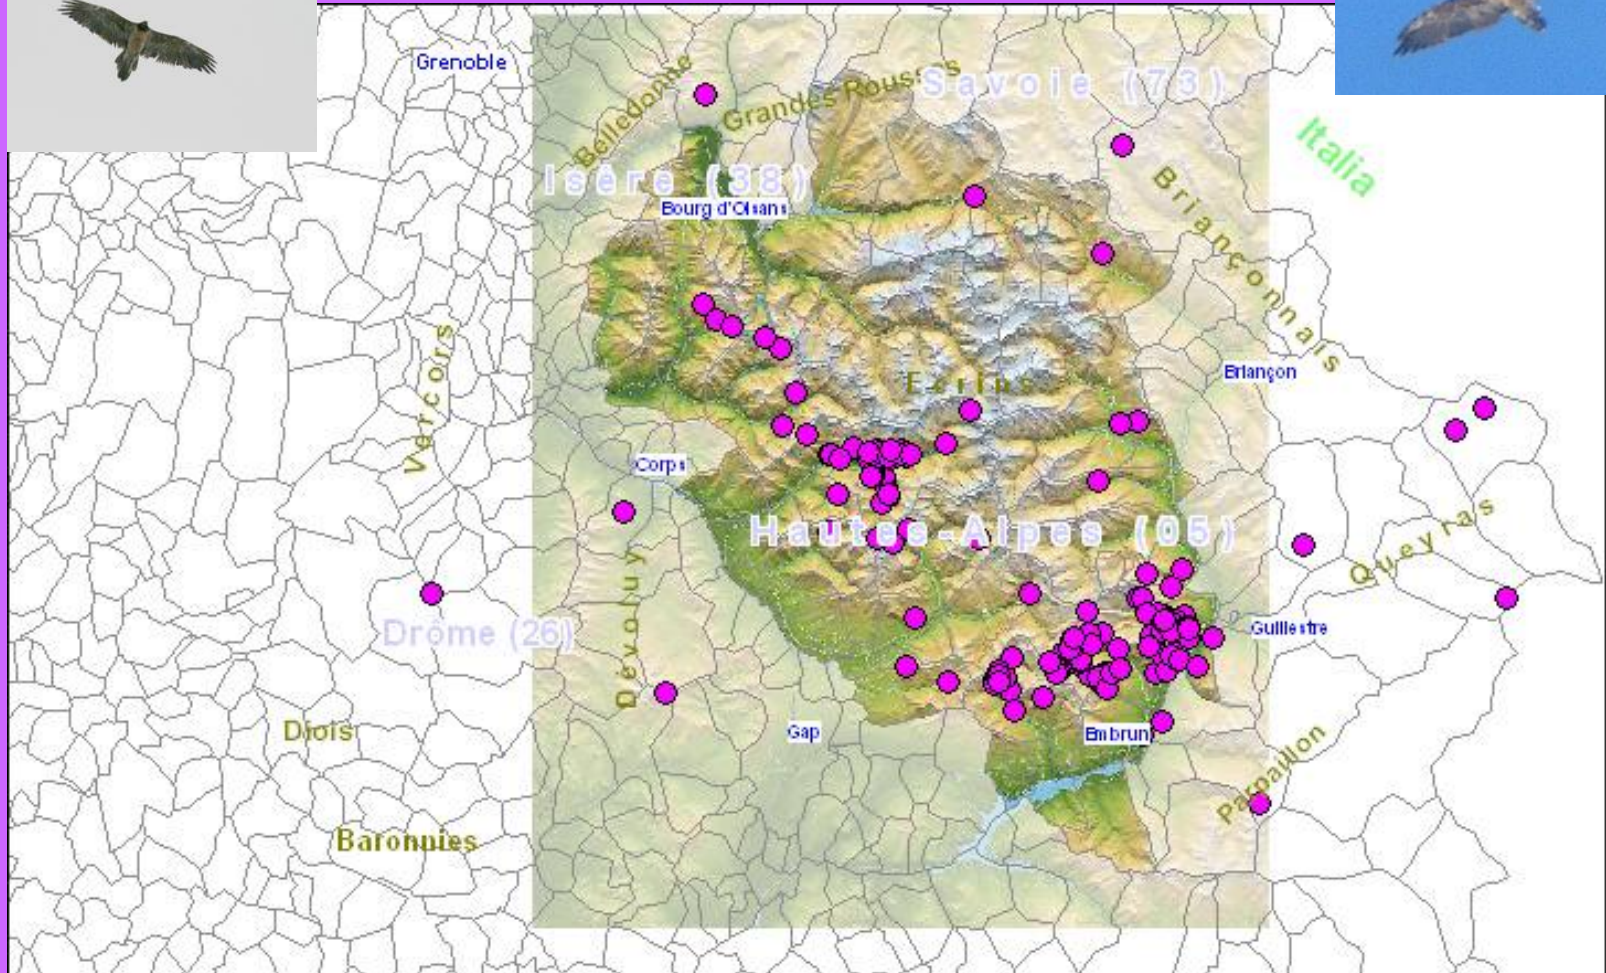 Grenoble
Belledonne
Grandes Rousses
Savoie (73)
Italia
Isère (38)
Bourg d'Oisans
Briançonnais
Vercors
Ecrins
Briançon
Corps
Hautes-Alpes (05)
Queyras
Dévoluy
Drôme (26)
Guillestre
Diois
Gap
Embrun
Parpaillon
Baronnies